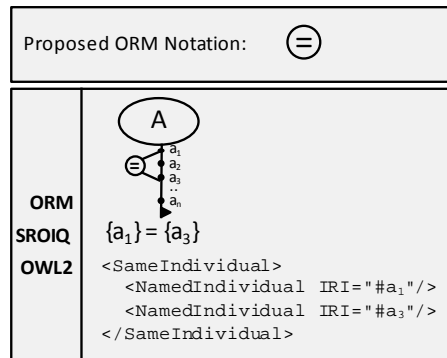 Proposed ORM Notation: =
A
a₁
= a₂
a₃
..
aₙ
ORM
SROIQ {a₁} = {a₃}
OWL2 <SameIndividual>
<NamedIndividual IRI="#a₁"/>
<NamedIndividual IRI="#a₃"/>
</SameIndividual>